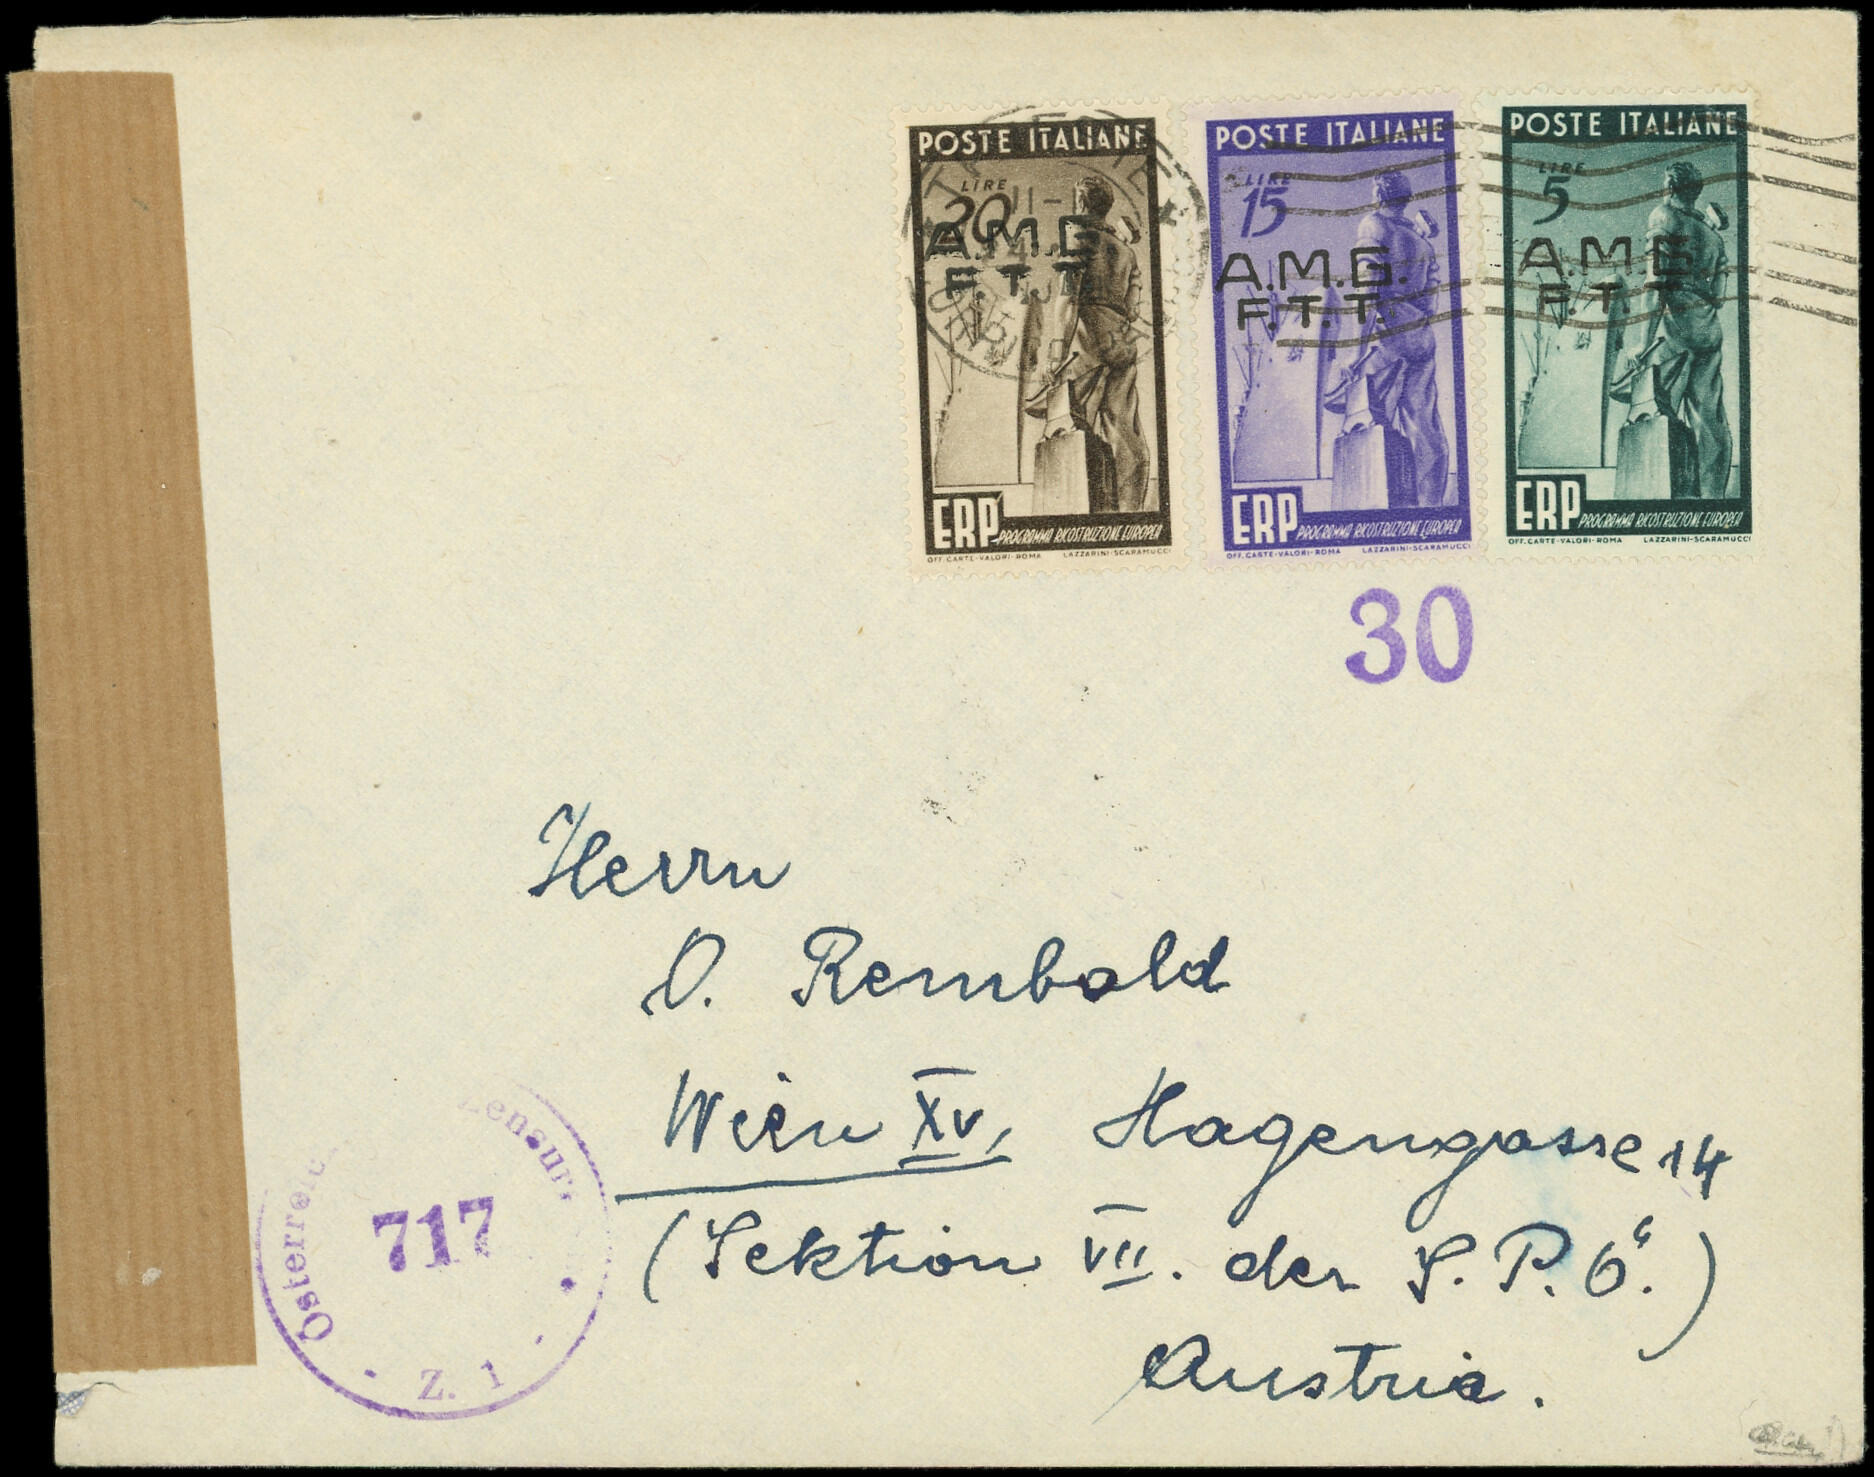 POSTE ITALIANE
LIRE
20
A.M.G
F.T.T
ERP PROGRAMMA RICOSTRUZIONE EUROPEA
OFF. CARTE-VALORI-ROMA LAZZARINI-SCARAMUCCI
POSTE ITALIANE
LIRE
15
A.M.G.
F.T.T.
ERP PROGRAMMA RICOSTRUZIONE EUROPEA
OFF. CARTE-VALORI-ROMA LAZZARINI-SCARAMUCCI
POSTE ITALIANE
LIRE
5
A.M.G
F.T.T
ERP PROGRAMMA RICOSTRUZIONE EUROPEA
OFF. CARTE-VALORI-ROMA LAZZARINI-SCARAMUCCI
30
Herrn
O. Rembold
Wien XV, Hagengasse 14
(Sektion VII. der S.P.Ö.)
Austria.
717
Z. 1